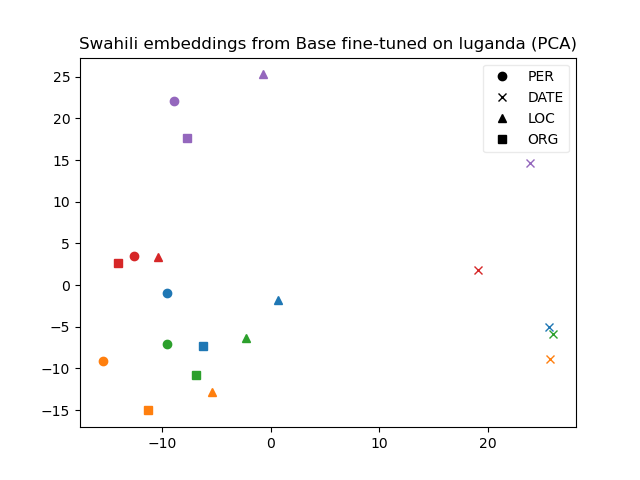 Swahili embeddings from Base fine-tuned on luganda (PCA)
PER
DATE
LOC
ORG
25
20
15
10
5
0
−5
−10
−15
−10
0
10
20